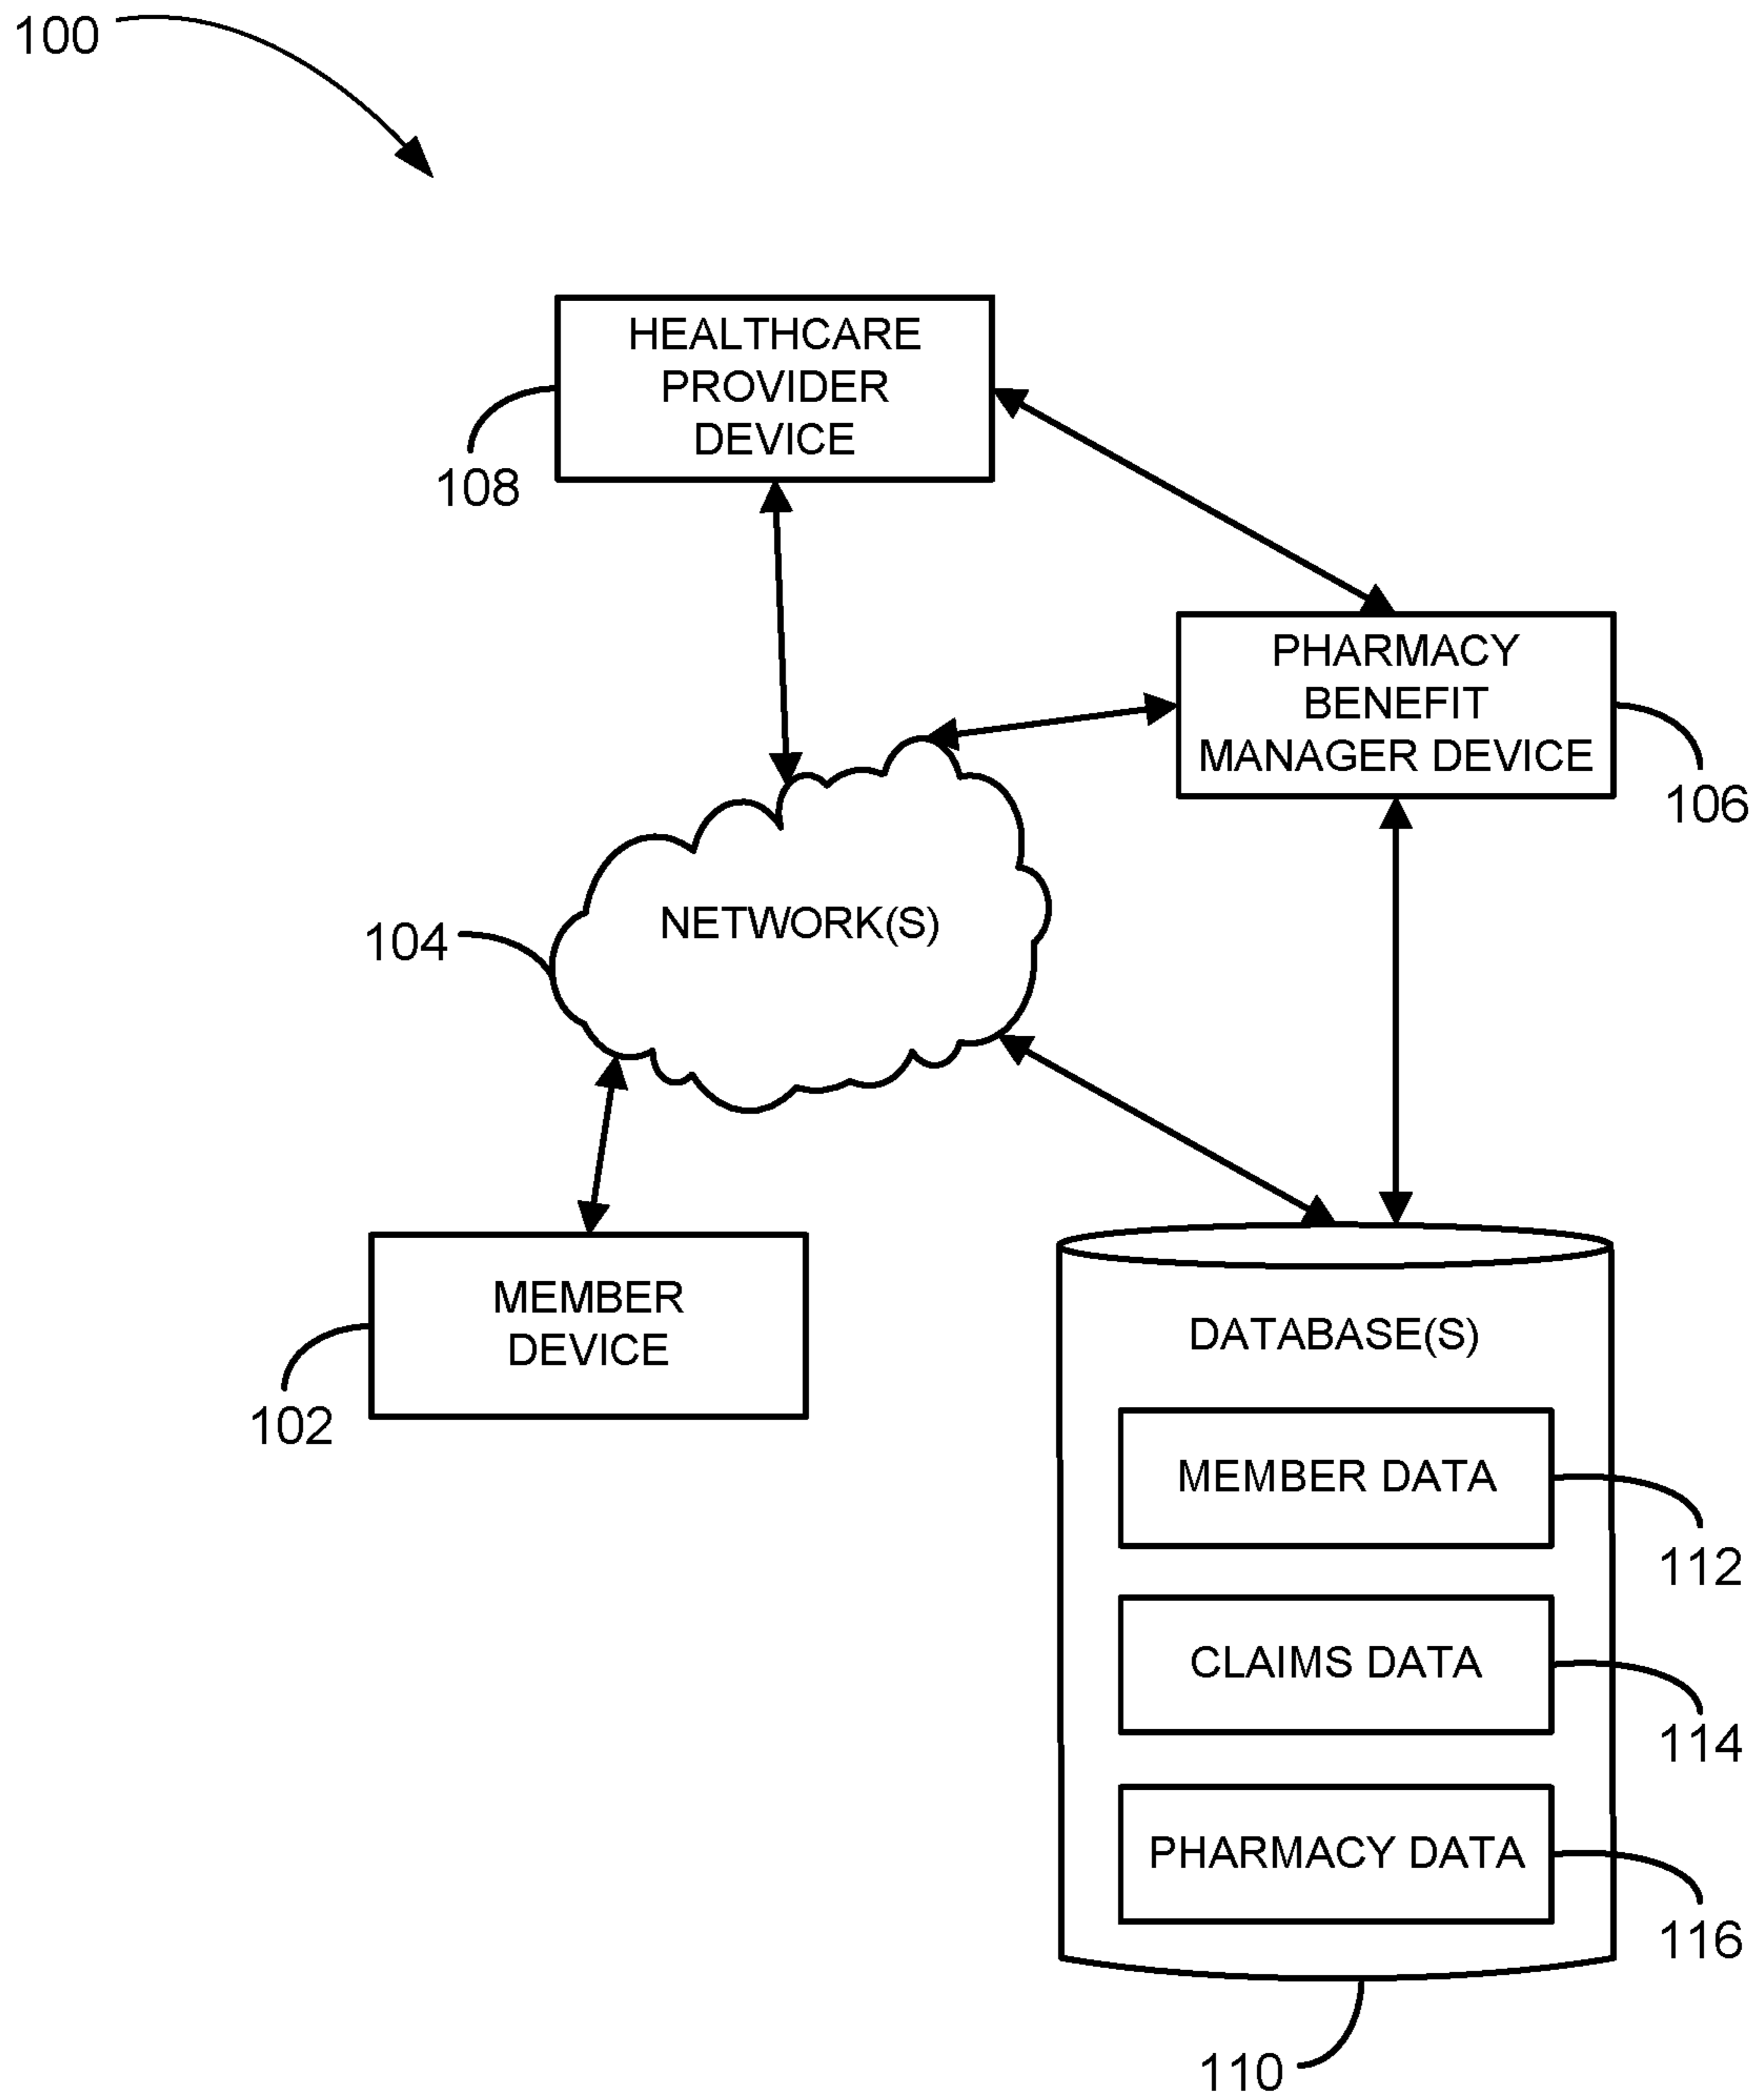 100
HEALTHCARE
PROVIDER
DEVICE
108
PHARMACY
BENEFIT
MANAGER DEVICE
106
NETWORK(S)
104
MEMBER
DEVICE
102
DATABASE(S)
MEMBER DATA
112
CLAIMS DATA
114
PHARMACY DATA
116
110